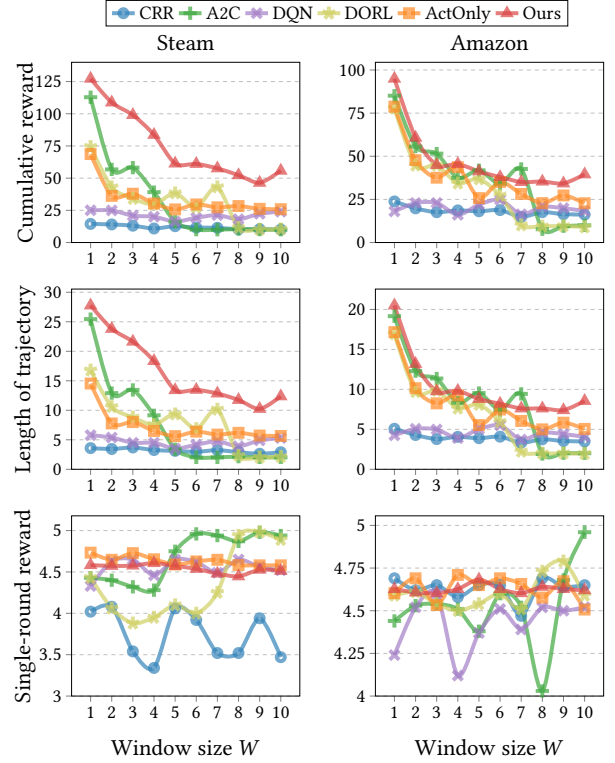 CRR A2C DQN DORL ActOnly Ours
Steam
Amazon
Cumulative reward
125
100
75
50
25
0
1 2 3 4 5 6 7 8 9 10
100
75
50
25
0
1 2 3 4 5 6 7 8 9 10
Length of trajectory
30
25
20
15
10
5
0
1 2 3 4 5 6 7 8 9 10
20
15
10
5
0
1 2 3 4 5 6 7 8 9 10
Single-round reward
5
4.5
4
3.5
3
1 2 3 4 5 6 7 8 9 10
5
4.75
4.5
4.25
4
1 2 3 4 5 6 7 8 9 10
Window size W
Window size W